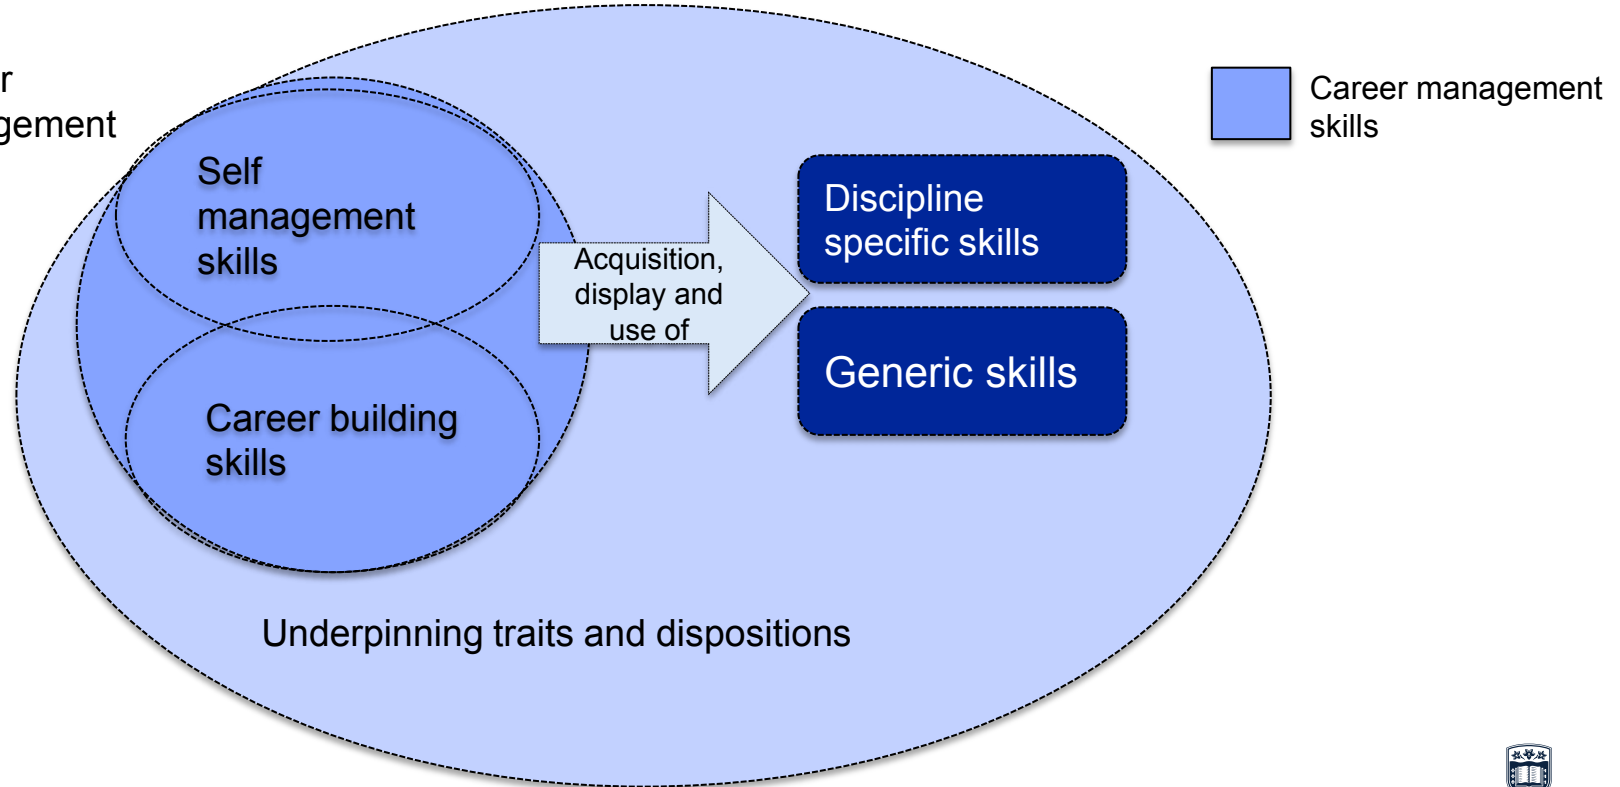 Self
management
skills
Career building
skills
Acquisition,
display and
use of
Discipline
specific skills
Generic skills
Underpinning traits and dispositions
Career management
skills